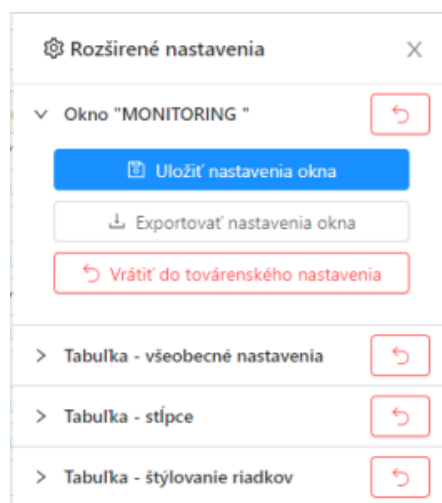 Rozšírené nastavenia
Okno "MONITORING "
Uložiť nastavenia okna
Exportovať nastavenia okna
Vrátiť do továrenského nastavenia
Tabuľka - všeobecné nastavenia
Tabuľka - stĺpce
Tabuľka - štýlovanie riadkov